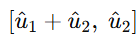 [û₁ + û₂, û₂]